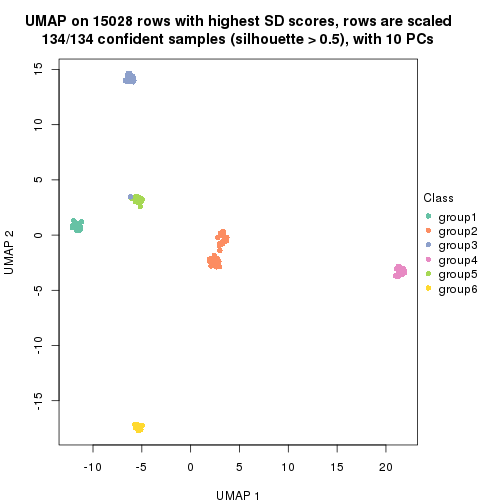 UMAP on 15028 rows with highest SD scores, rows are scaled
134/134 confident samples (silhouette > 0.5), with 10 PCs
15
10
5
0
-5
-10
-15
UMAP 2
-10
-5
0
5
10
15
20
UMAP 1
Class
group1
group2
group3
group4
group5
group6